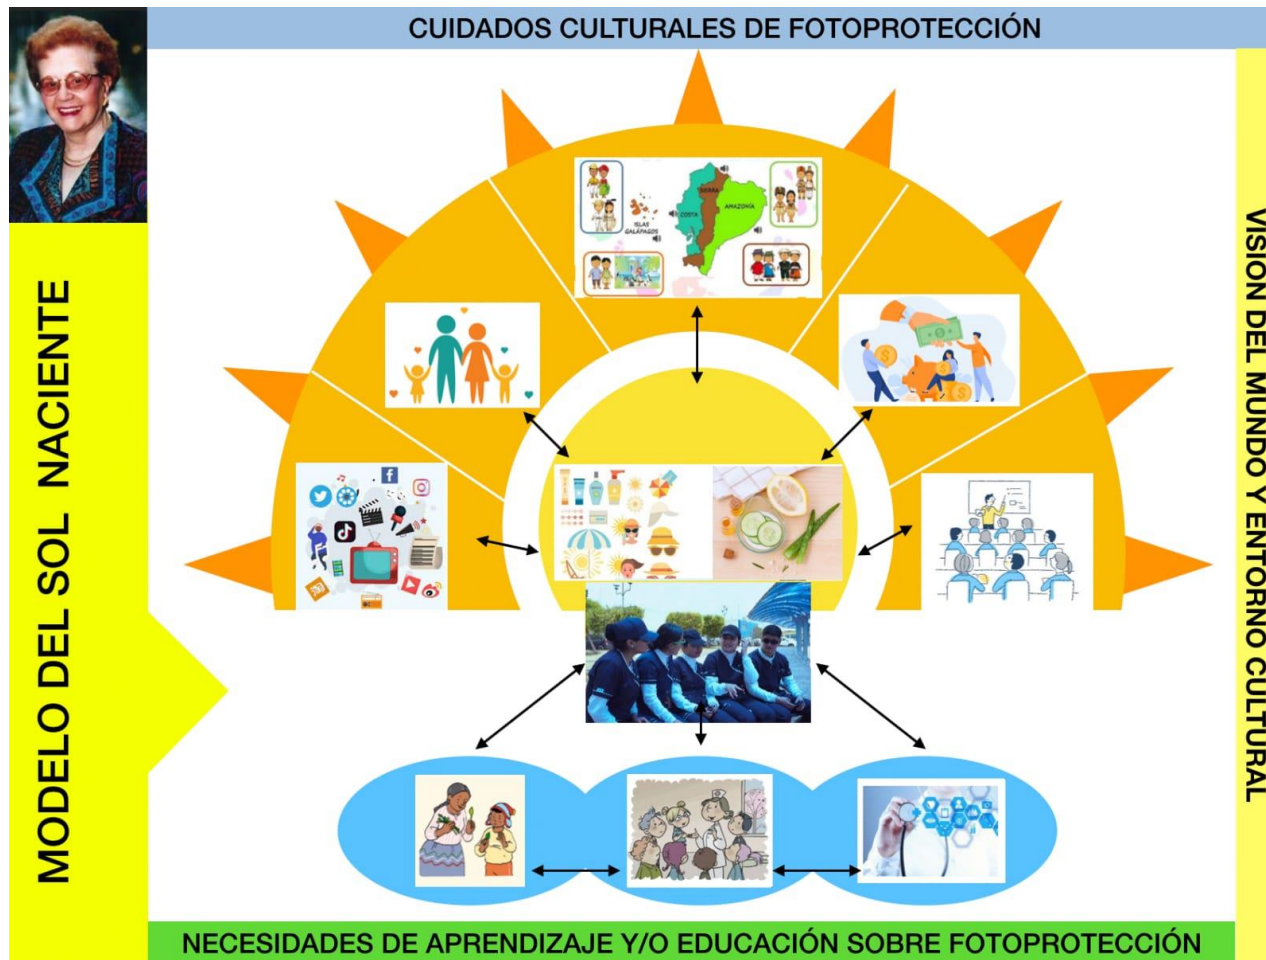 CUIDADOS CULTURALES DE FOTOPROTECCIÓN
MODELO DEL SOL NACIENTE
VISION DEL MUNDO Y ENTORNO CULTURAL
SIERRA
COSTA
AMAZONÍA
ISLAS
GALÁPAGOS
NECESIDADES DE APRENDIZAJE Y/O EDUCACIÓN SOBRE FOTOPROTECCIÓN